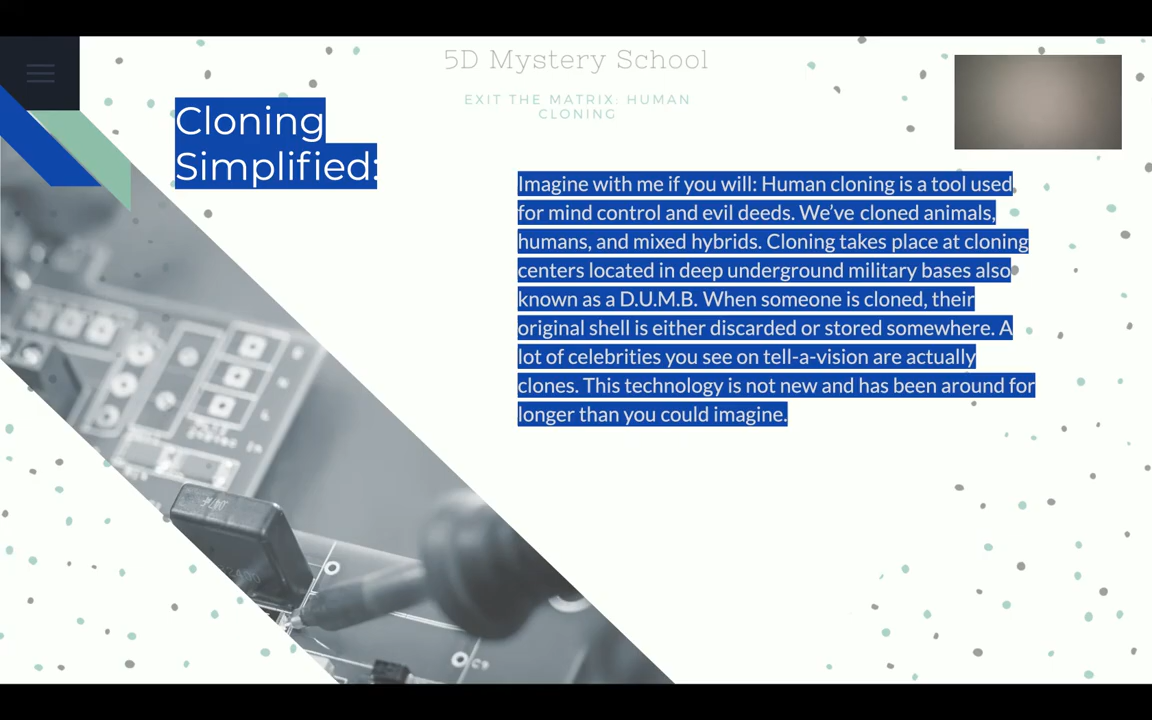 5D Mystery School
EXIT THE MATRIX: HUMAN
CLONING
Cloning
Simplified:
Imagine with me if you will: Human cloning is a tool used
for mind control and evil deeds. We’ve cloned animals,
humans, and mixed hybrids. Cloning takes place at cloning
centers located in deep underground military bases also
known as a D.U.M.B. When someone is cloned, their
original shell is either discarded or stored somewhere. A
lot of celebrities you see on tell-a-vision are actually
clones. This technology is not new and has been around for
longer than you could imagine.